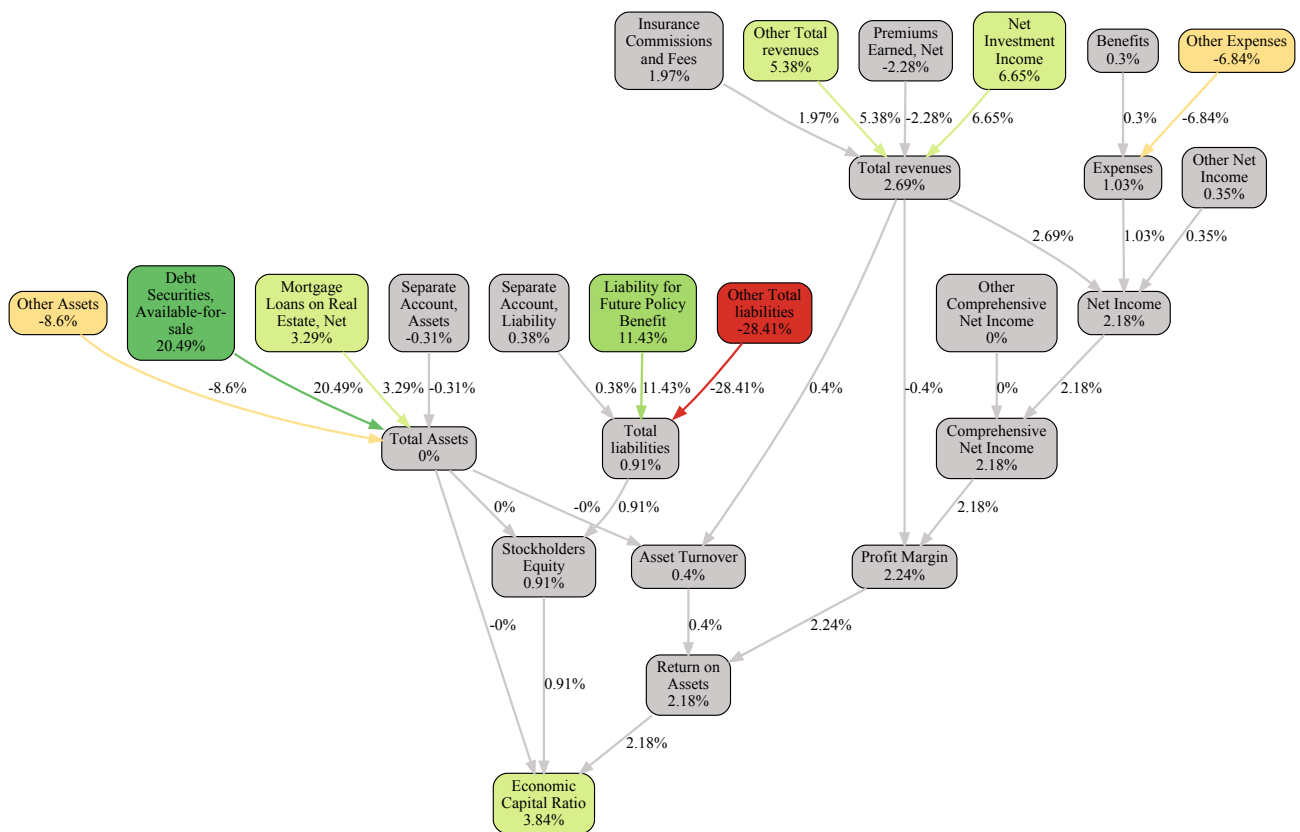 Insurance
Commissions
and Fees
1.97%
Other Total
revenues
5.38%
Premiums
Earned, Net
-2.28%
Net
Investment
Income
6.65%
Benefits
0.3%
Other Expenses
-6.84%
1.97%
5.38%
-2.28%
6.65%
0.3%
-6.84%
Total revenues
2.69%
Expenses
1.03%
Other Net
Income
0.35%
2.69%
1.03%
0.35%
Other Assets
-8.6%
Debt
Securities,
Available-for-
sale
20.49%
Mortgage
Loans on Real
Estate, Net
3.29%
Separate
Account,
Assets
-0.31%
Separate
Account,
Liability
0.38%
Liability for
Future Policy
Benefit
11.43%
Other Total
liabilities
-28.41%
Other
Comprehensive
Net Income
0%
Net Income
2.18%
-8.6%
20.49%
3.29%
-0.31%
0.38%
11.43%
-28.41%
0.4%
-0.4%
0%
2.18%
Total Assets
0%
Total
liabilities
0.91%
Comprehensive
Net Income
2.18%
0%
-0%
0.91%
2.18%
Stockholders
Equity
0.91%
Asset Turnover
0.4%
Profit Margin
2.24%
-0%
0.4%
2.24%
0.91%
Return on
Assets
2.18%
2.18%
Economic
Capital Ratio
3.84%